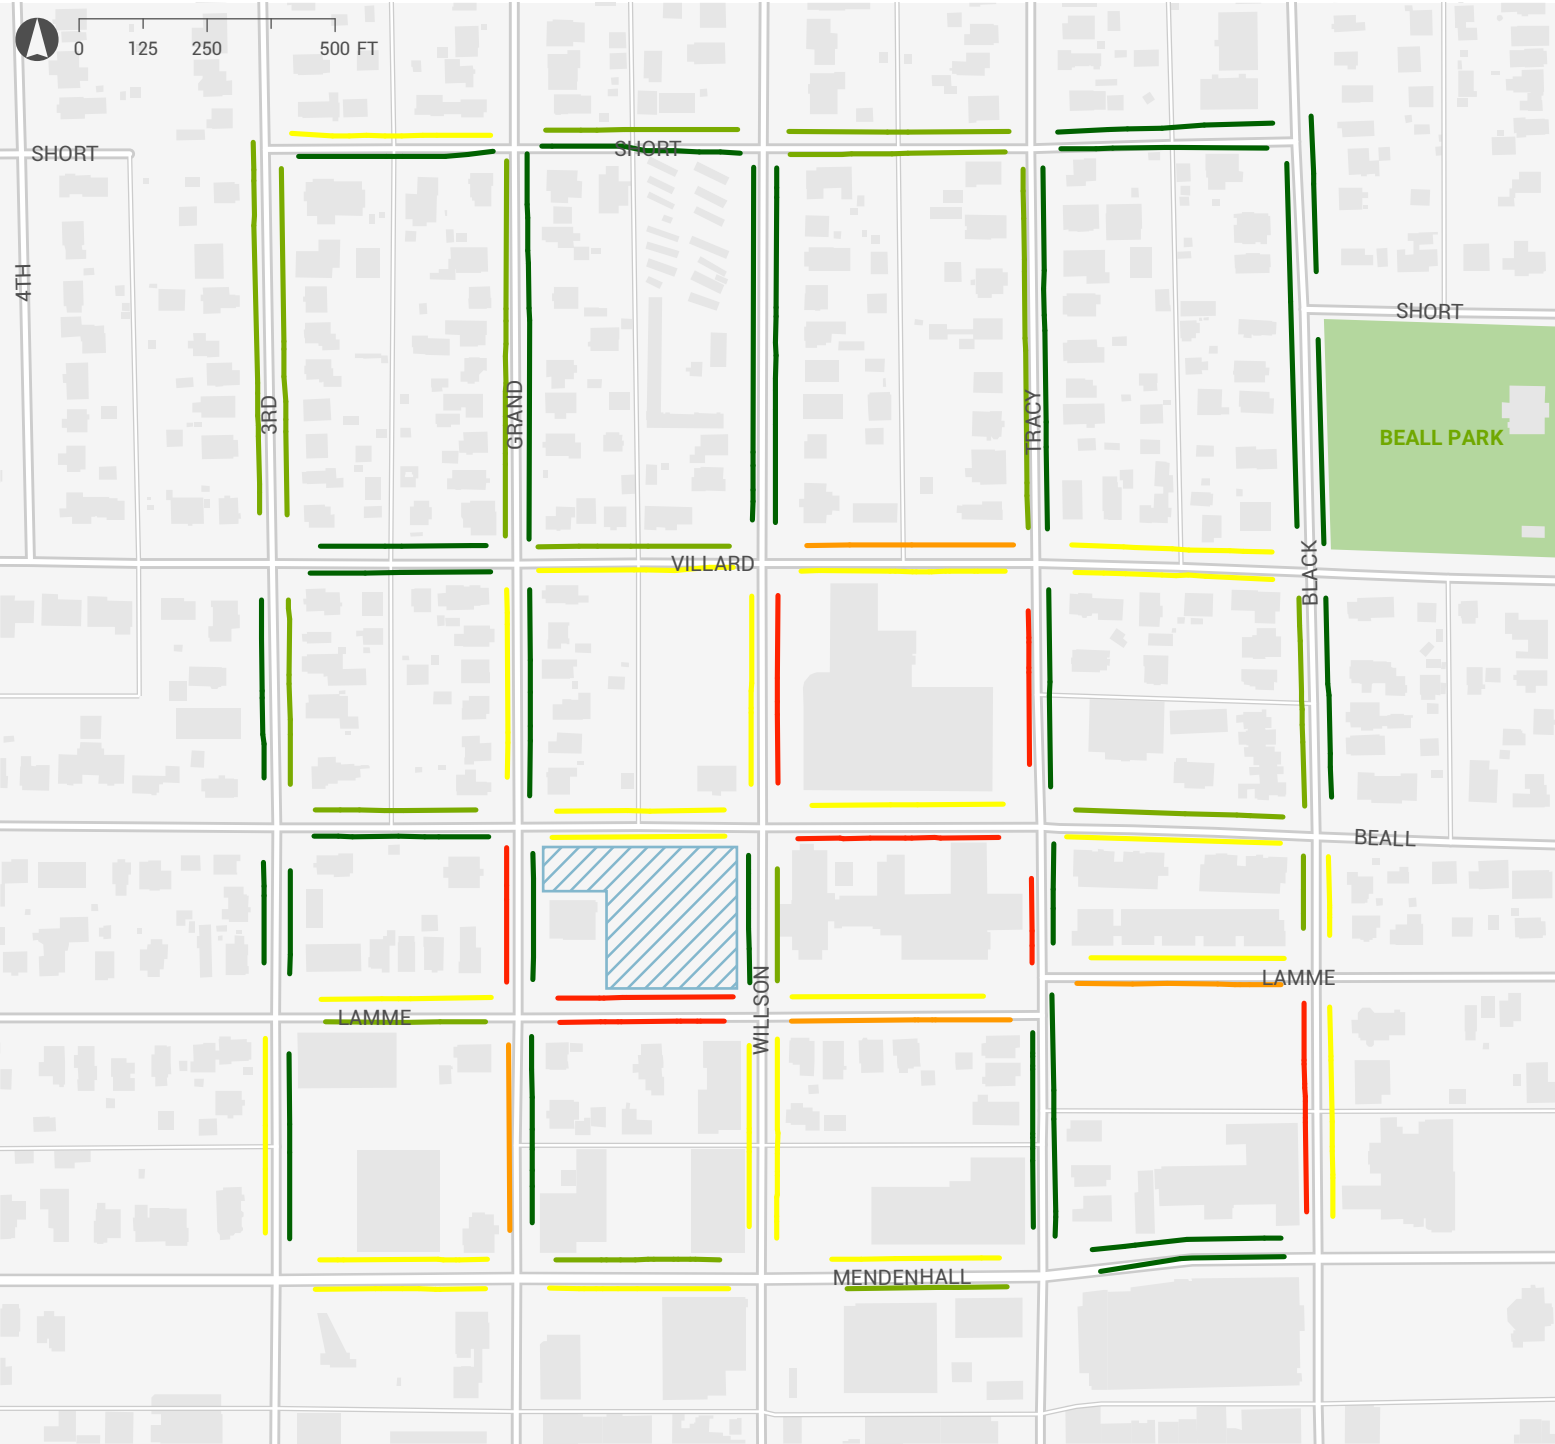 0 125 250 500 FT
SHORT
SHORT
4TH
SHORT
3RD
GRAND
TRACY
BEALL PARK
VILLARD
BLACK
BEALL
LAMME
WILLSON
LAMME
MENDENHALL